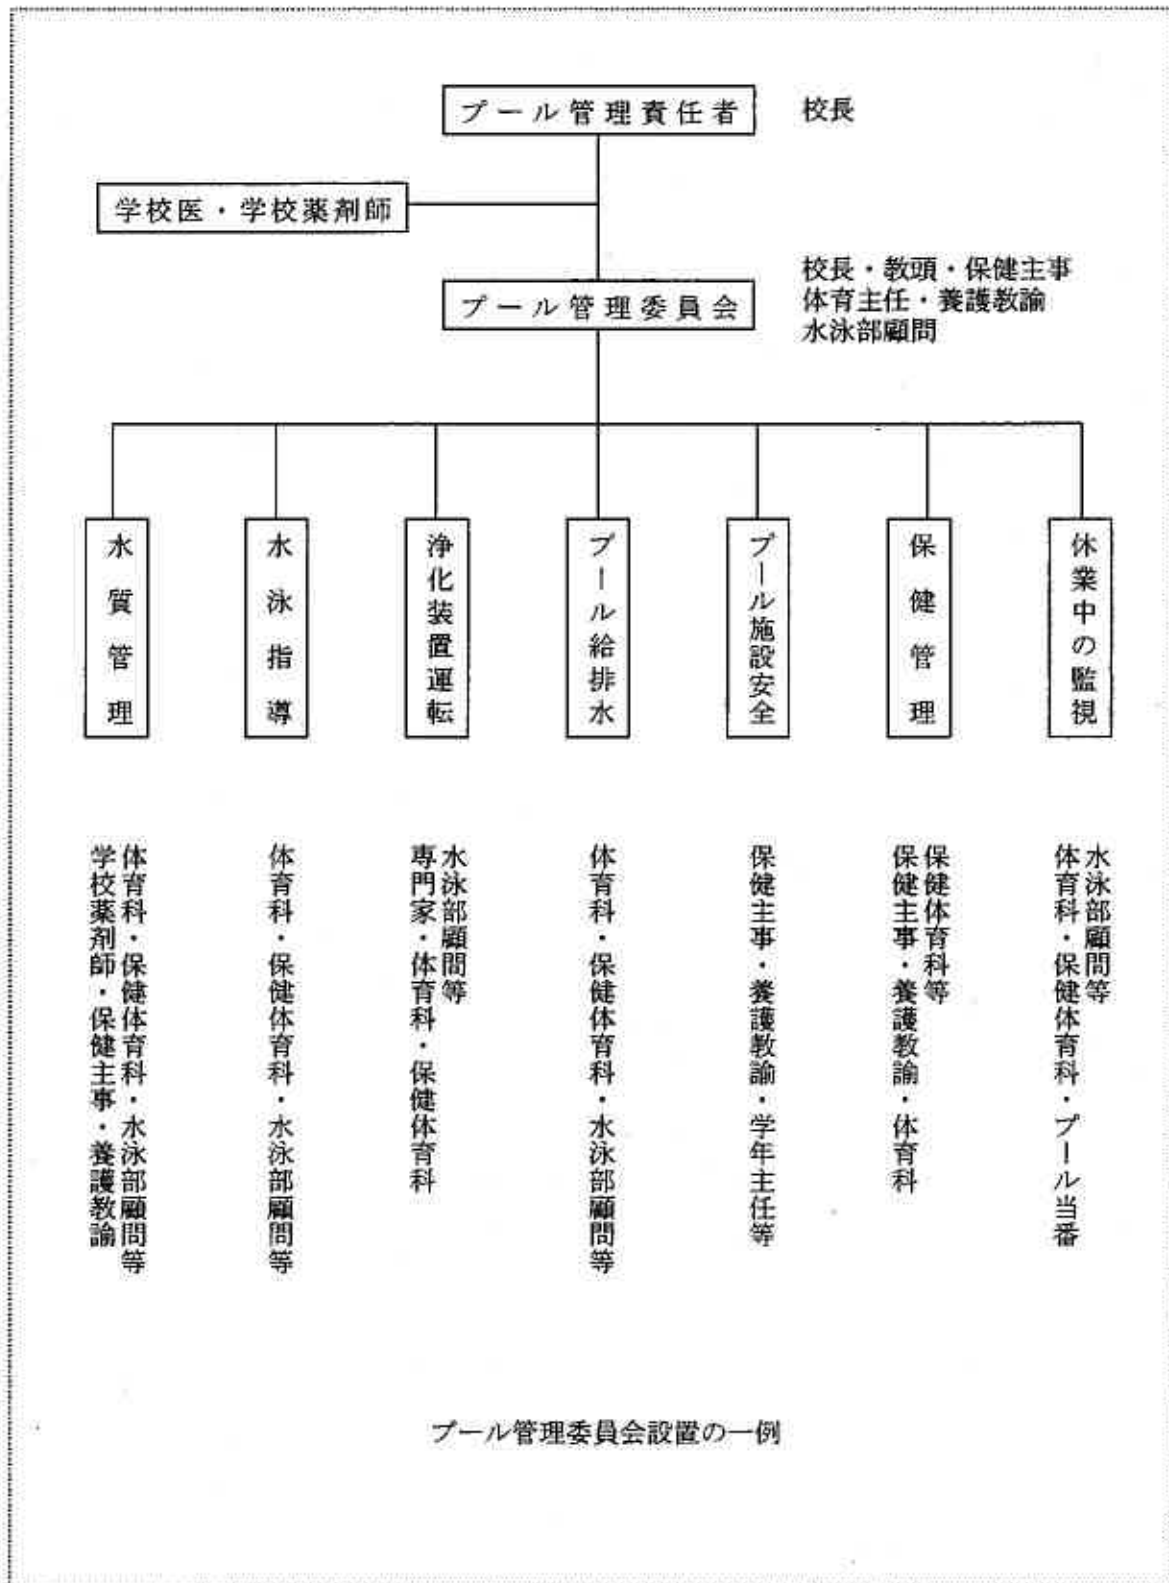 プール管理責任者
校長
学校医・学校薬剤師
プール管理委員会
校長・教頭・保健主事
体育主任・養護教諭
水泳部顧問
水質管理
水泳指導
浄化装置運転
プール給排水
プール施設安全
保健管理
休業中の監視
学校薬剤師・保健主事・養護教諭
体育科・保健体育科・水泳部顧問等
体育科・保健体育科・水泳部顧問等
専門家・体育科・保健体育科
水泳部顧問等
体育科・保健体育科・水泳部顧問等
保健主事・養護教諭・学年主任等
保健主事・養護教諭・体育科
保健体育科等
体育科・保健体育科・プール当番
水泳部顧問等
プール管理委員会設置の一例